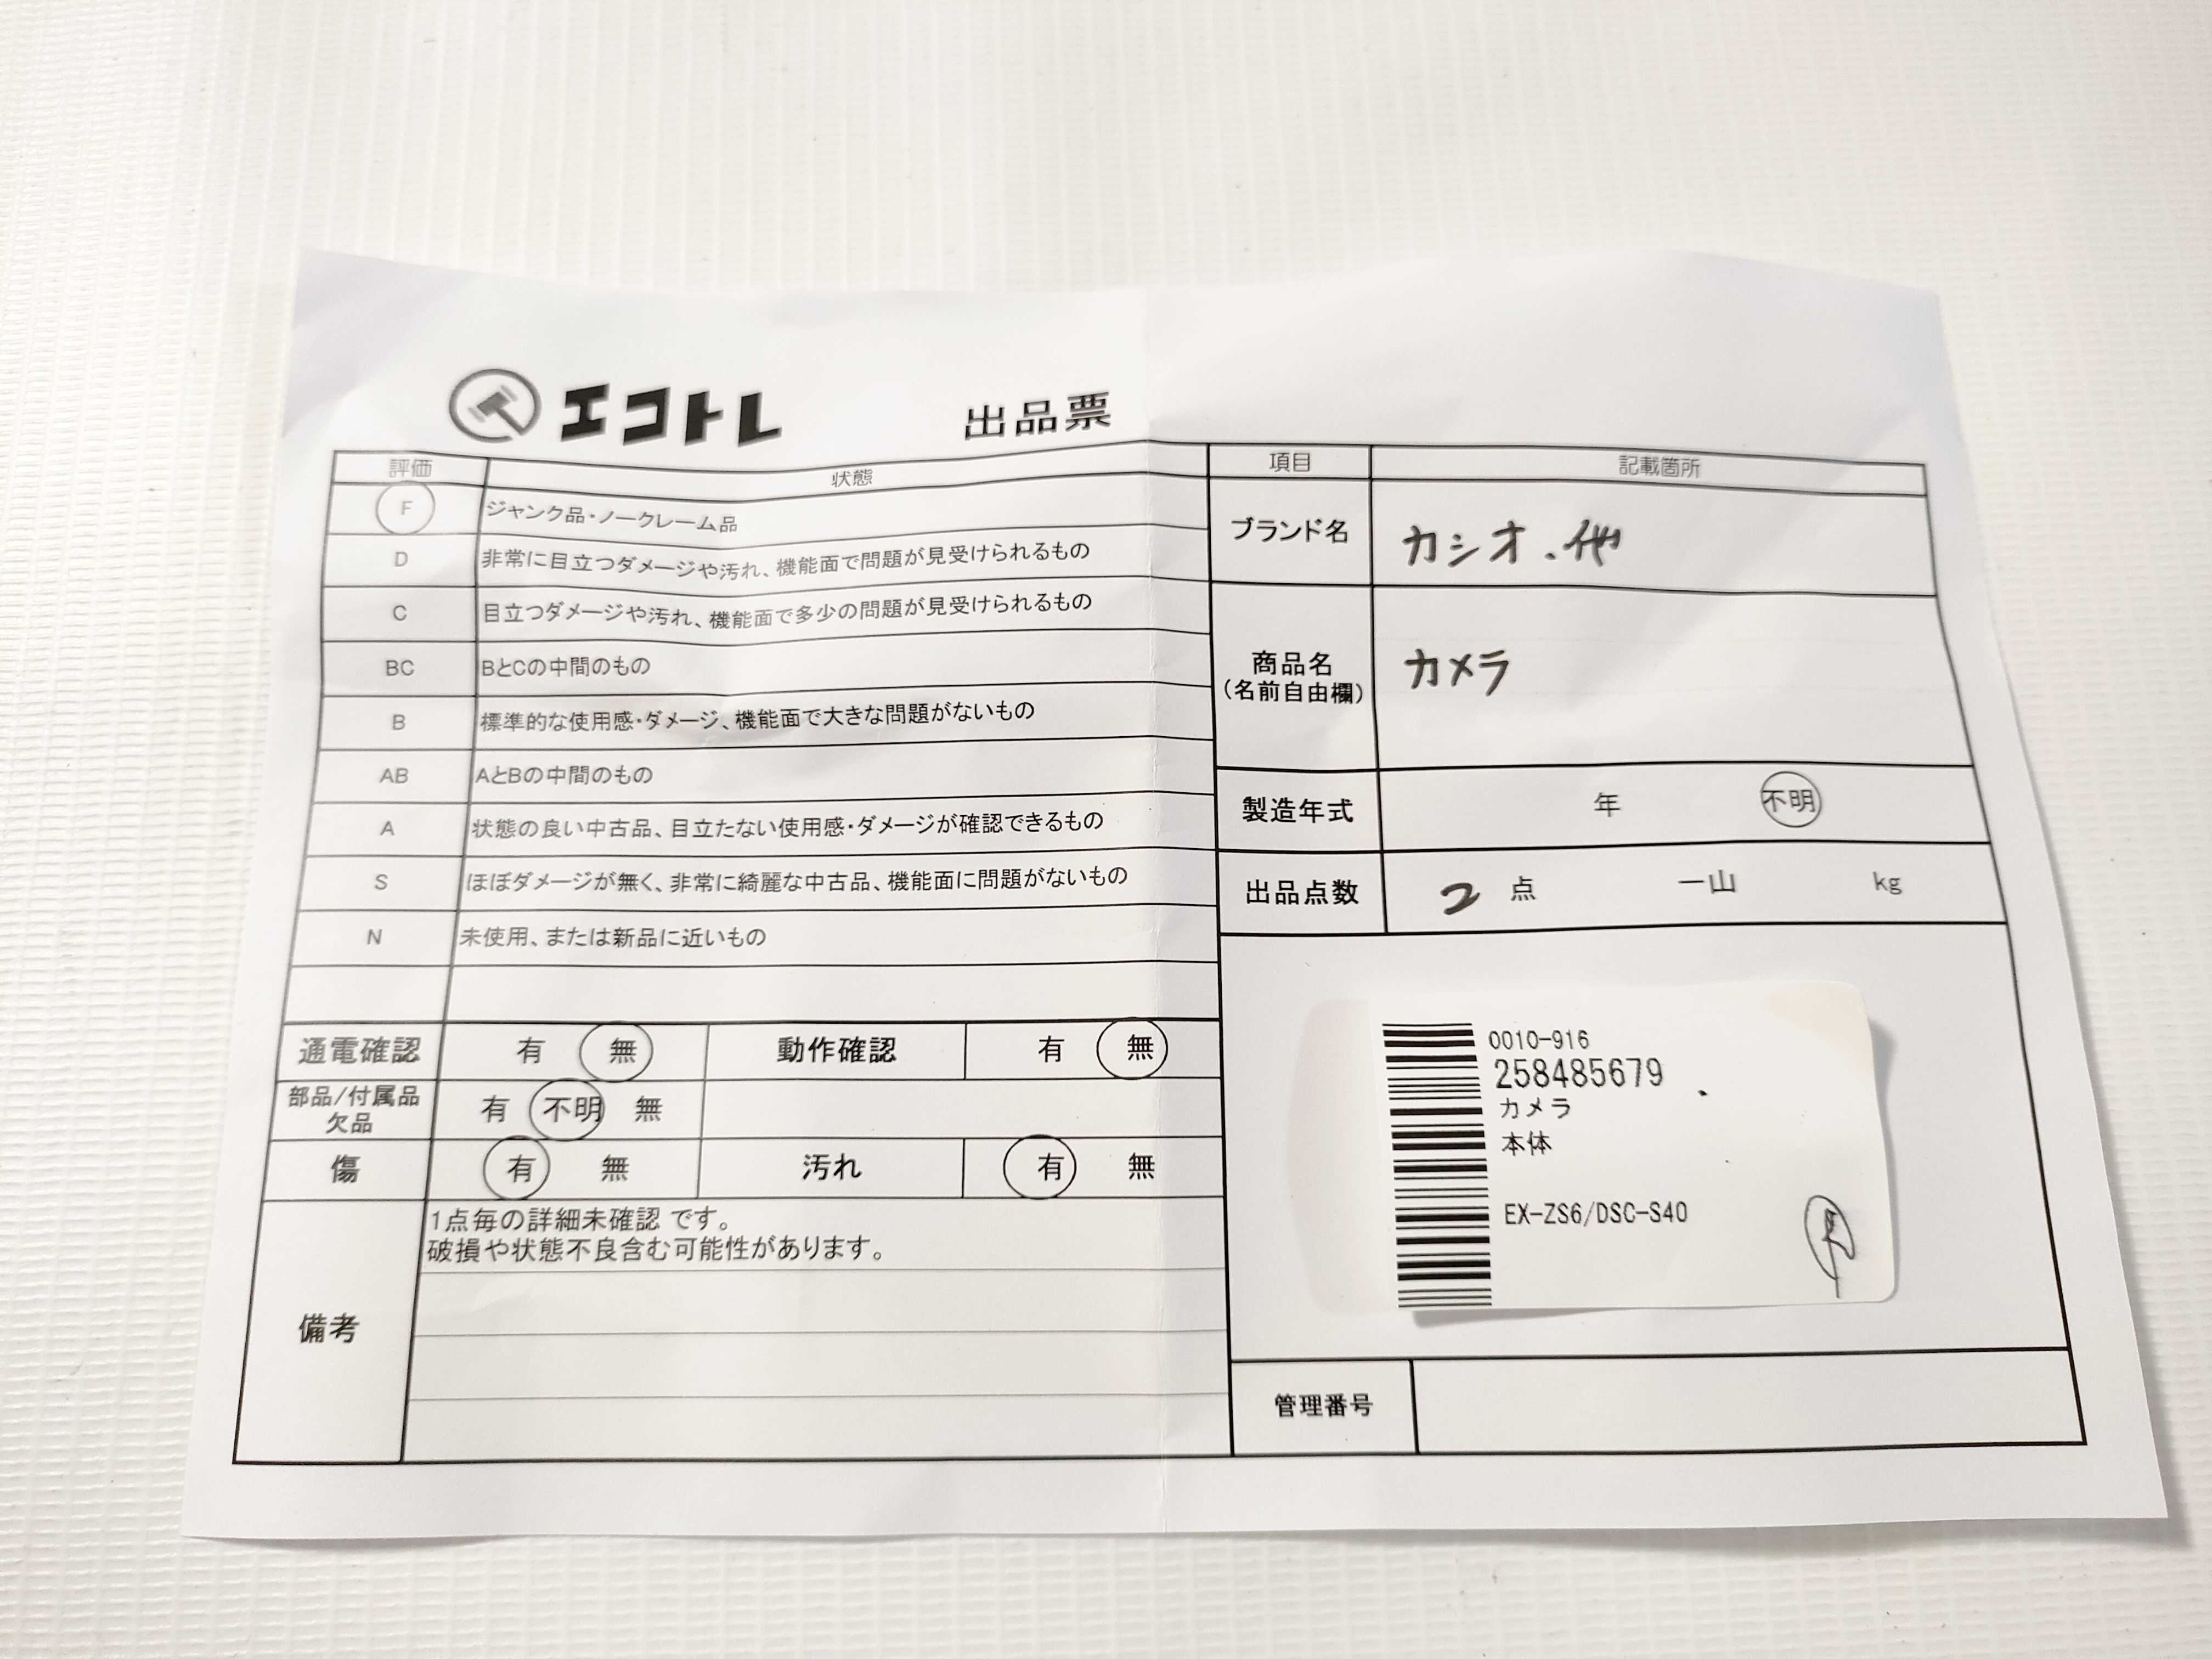 エコトレ 出品票
評価 状態
F ジャンク品・ノークレーム品
D 非常に目立つダメージや汚れ、機能面で問題が見受けられるもの
C 目立つダメージや汚れ、機能面で多少の問題が見受けられるもの
BC BとCの中間のもの
B 標準的な使用感・ダメージ、機能面で大きな問題がないもの
AB AとBの中間のもの
A 状態の良い中古品、目立たない使用感・ダメージが確認できるもの
S ほぼダメージが無く、非常に綺麗な中古品、機能面に問題がないもの
N 未使用、または新品に近いもの
通電確認 有 無 動作確認 有 無
部品/付属品
欠品
有 不明 無
傷 有 無 汚れ 有 無
備考
1点毎の詳細未確認 です。
破損や状態不良含む可能性があります。
項目 記載箇所
ブランド名 カシオ、他
商品名
(名前自由欄)
カメラ
製造年式 年 不明
出品点数 2 点 一山 kg
0010-916
258485679
カメラ
本体
EX-ZS6/DSC-S40
管理番号